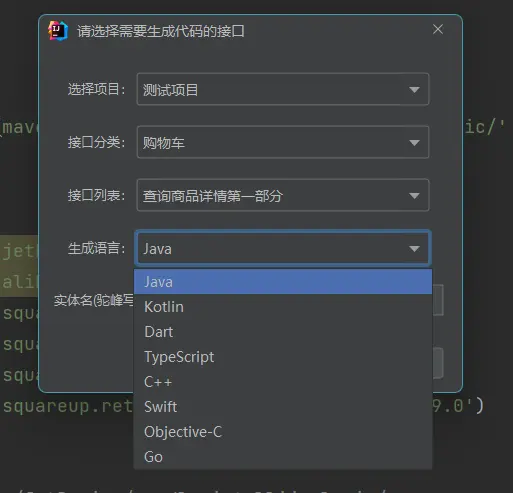 请选择需要生成代码的接口
选择项目：
测试项目
mave
ic/'
接口分类：
购物车
接口列表：
查询商品详情第一部分
生成语言：
Java
jet
Java
ali
实体名(驼峰写
Kotlin
squa
Dart
squa
TypeScript
squa
C++
squareup.ret
Swift
9.0')
Objective-C
Go